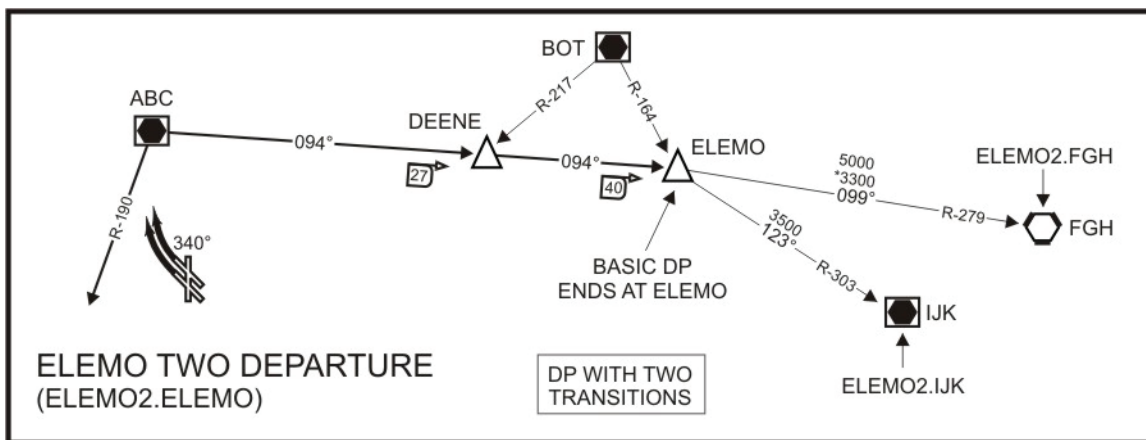 BOT
ABC
R-217
R-164
DEENE
094°
ELEMO
094°
27
40
5000
*3300
099°
ELEMO2.FGH
R-279
FGH
R-190
340°
3500
123°
R-303
BASIC DP
ENDS AT ELEMO
IJK
ELEMO TWO DEPARTURE
(ELEMO2.ELEMO)
DP WITH TWO
TRANSITIONS
ELEMO2.IJK